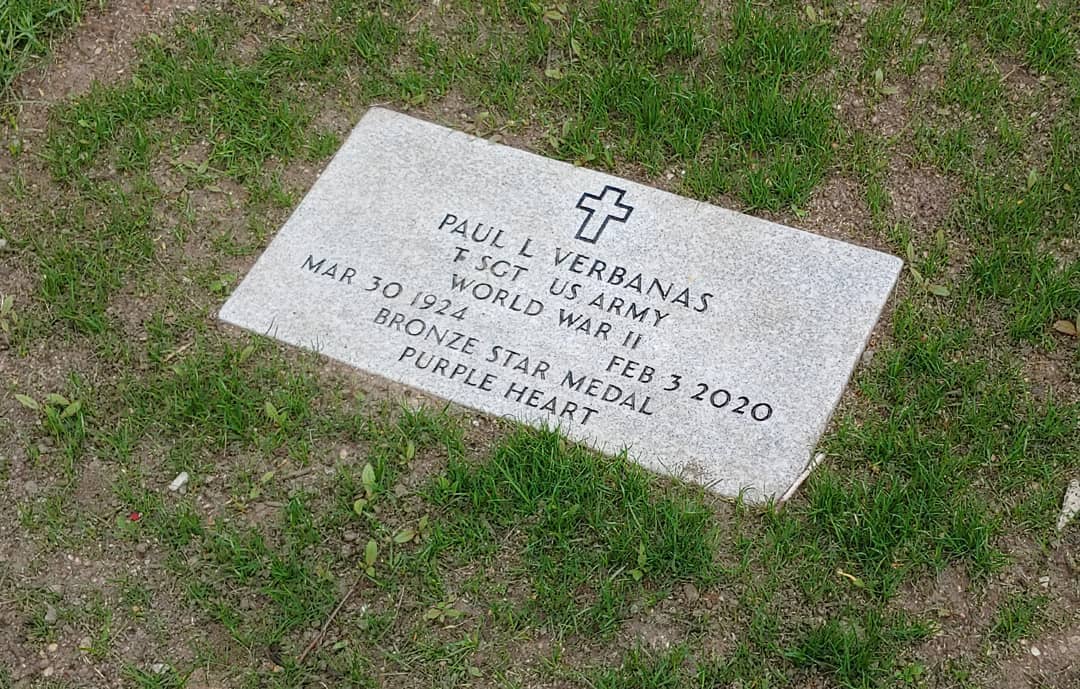 PAUL L VERBANAS
T SGT US ARMY
WORLD WAR II
MAR 30 1924 FEB 3 2020
BRONZE STAR MEDAL
PURPLE HEART